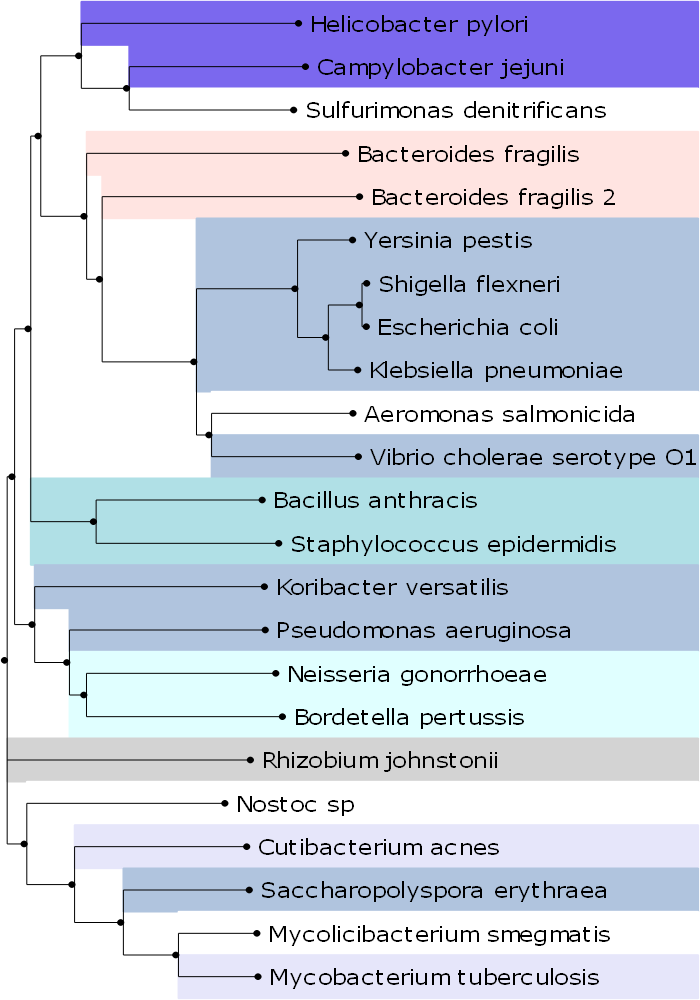 Helicobacter pylori
Campylobacter jejuni
Sulfurimonas denitrificans
Bacteroides fragilis
Bacteroides fragilis 2
Yersinia pestis
Shigella flexneri
Escherichia coli
Klebsiella pneumoniae
Aeromonas salmonicida
Vibrio cholerae serotype O1
Bacillus anthracis
Staphylococcus epidermidis
Koribacter versatilis
Pseudomonas aeruginosa
Neisseria gonorrhoeae
Bordetella pertussis
Rhizobium johnstonii
Nostoc sp
Cutibacterium acnes
Saccharopolyspora erythraea
Mycolicibacterium smegmatis
Mycobacterium tuberculosis